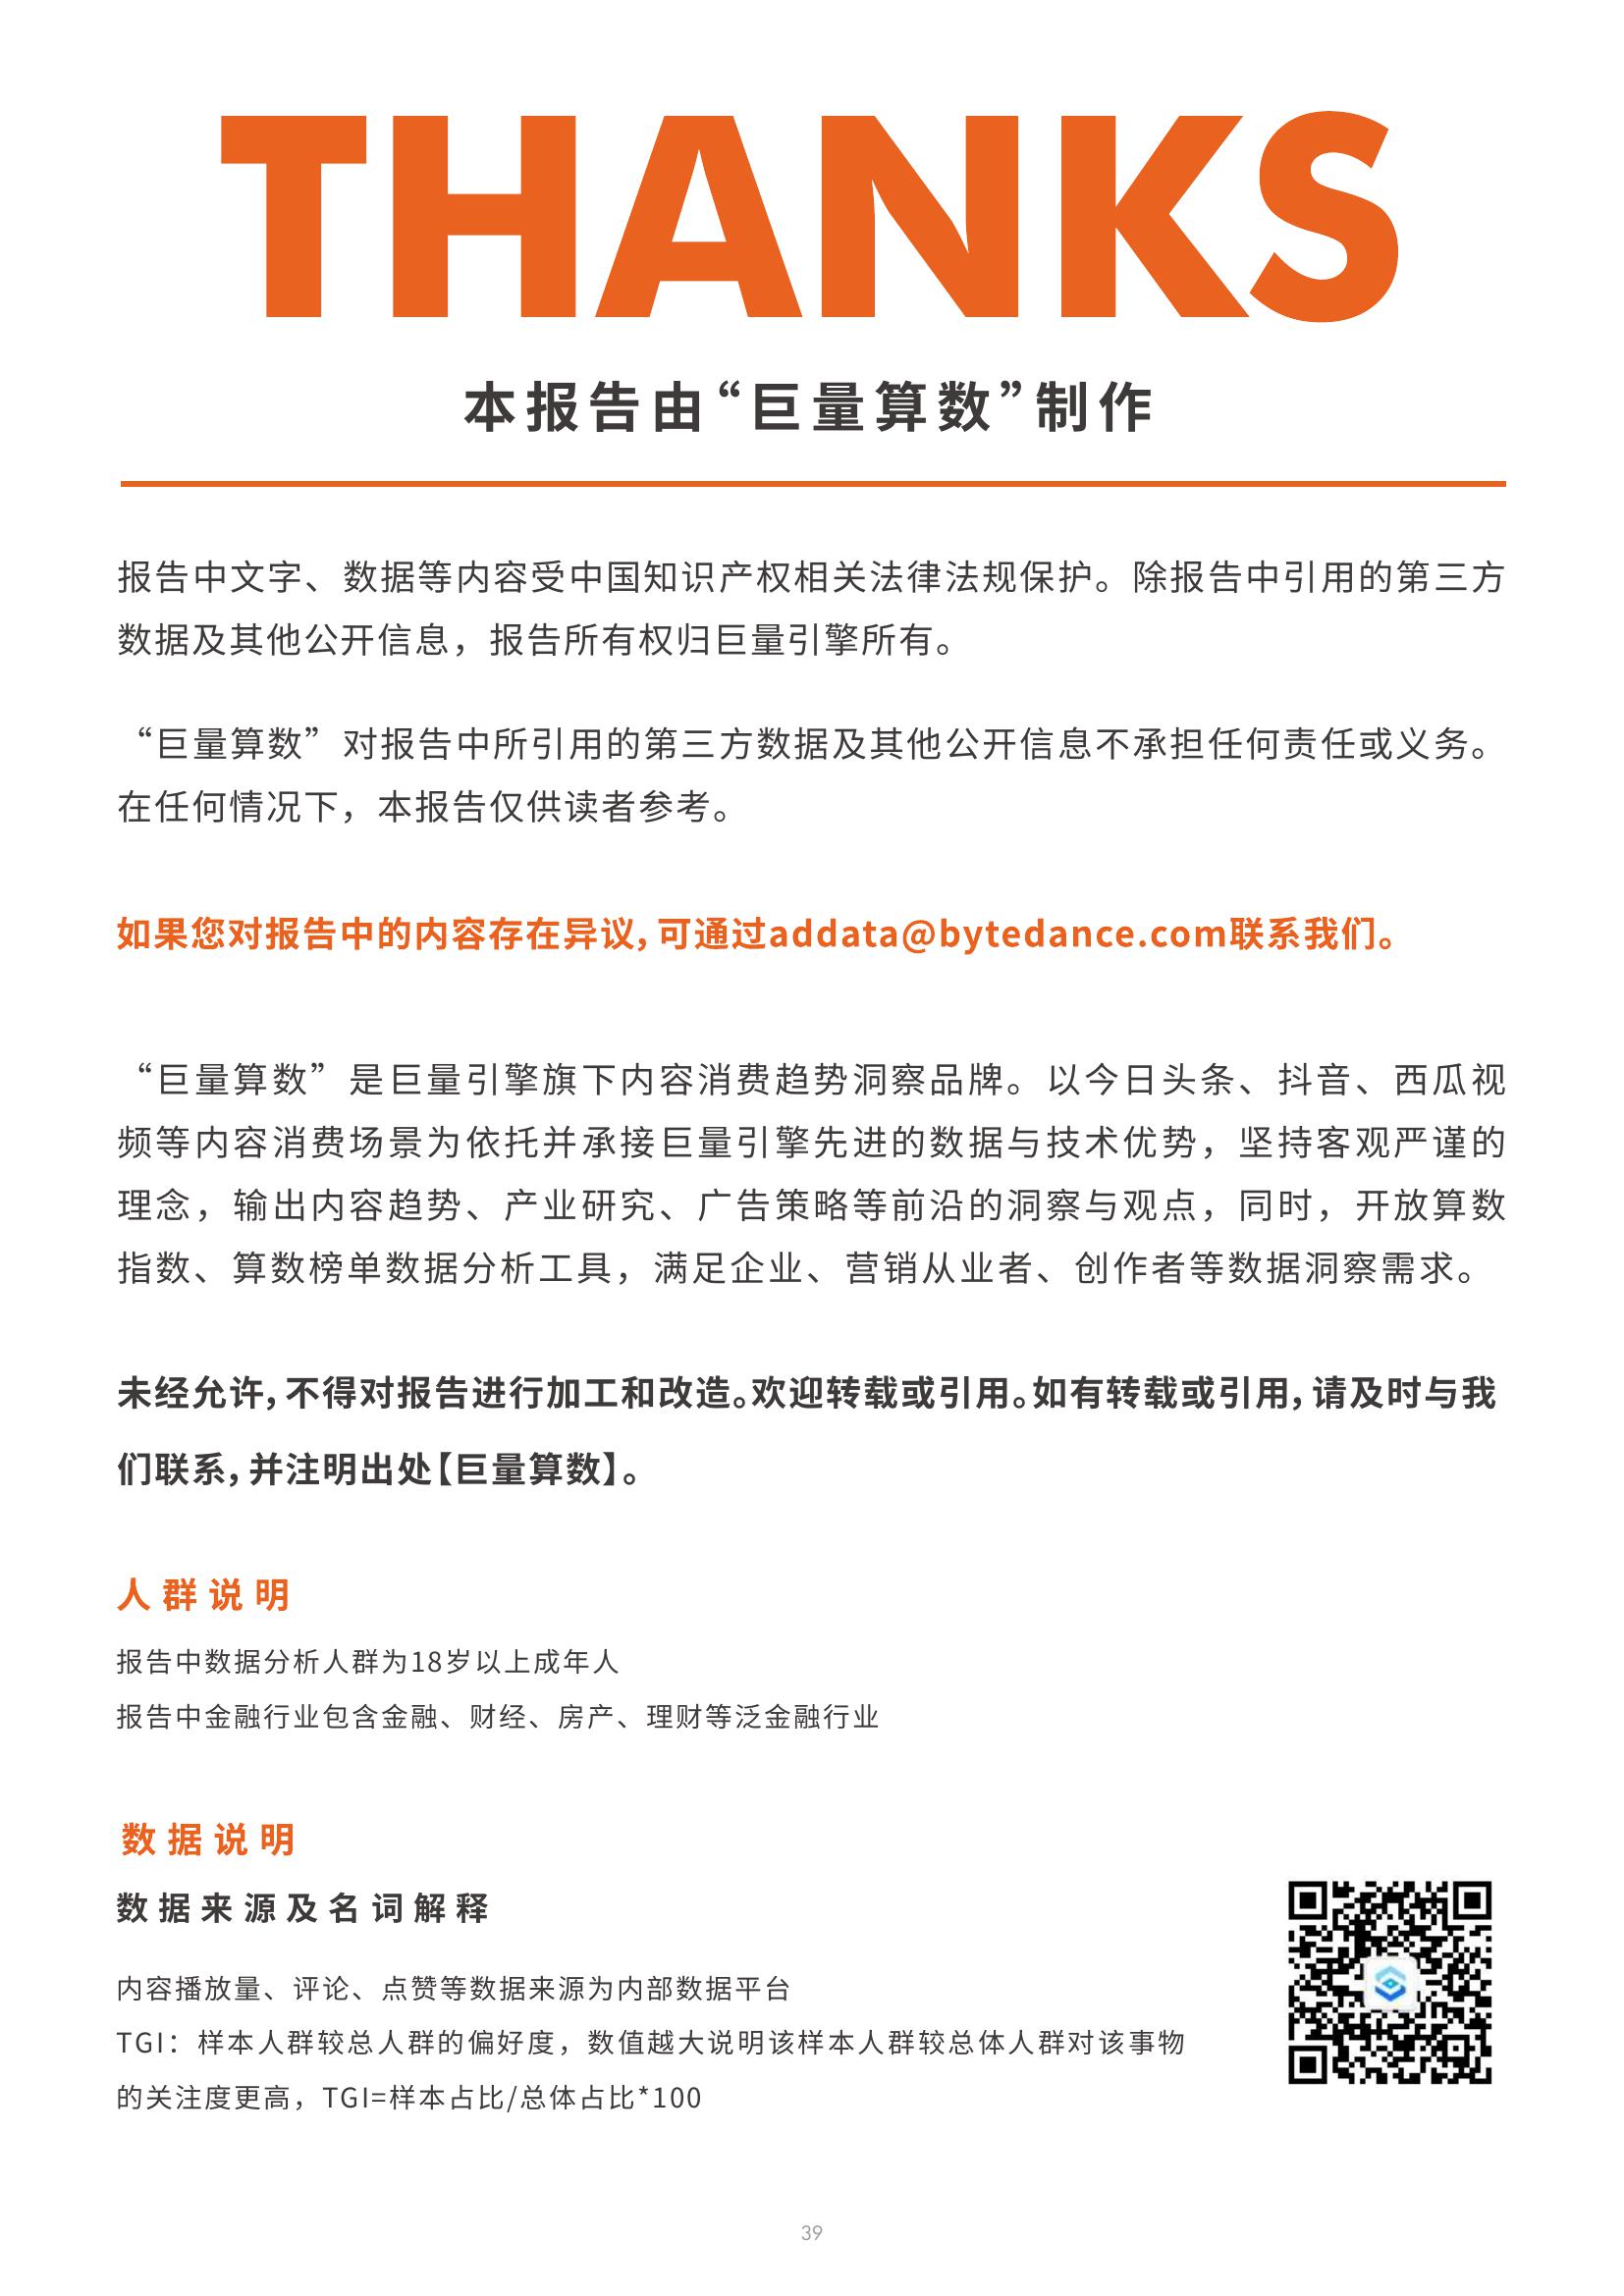 THANKS
本报告由“巨量算数”制作
报告中文字、数据等内容受中国知识产权相关法律法规保护。除报告中引用的第三方
数据及其他公开信息，报告所有权归巨量引擎所有。
“巨量算数”对报告中所引用的第三方数据及其他公开信息不承担任何责任或义务。
在任何情况下，本报告仅供读者参考。
如果您对报告中的内容存在异议，可通过addata@bytedance.com联系我们。
“巨量算数”是巨量引擎旗下内容消费趋势洞察品牌。以今日头条、抖音、西瓜视
频等内容消费场景为依托并承接巨量引擎先进的数据与技术优势，坚持客观严谨的
理念，输出内容趋势、产业研究、广告策略等前沿的洞察与观点，同时，开放算数
指数、算数榜单数据分析工具，满足企业、营销从业者、创作者等数据洞察需求。
未经允许，不得对报告进行加工和改造。欢迎转载或引用。如有转载或引用，请及时与我
们联系，并注明出处【巨量算数】。
人群说明
报告中数据分析人群为18岁以上成年人
报告中金融行业包含金融、财经、房产、理财等泛金融行业
数据说明
数据来源及名词解释
内容播放量、评论、点赞等数据来源为内部数据平台
TGI：样本人群较总人群的偏好度，数值越大说明该样本人群较总体人群对该事物
的关注度更高，TGI=样本占比/总体占比*100
39